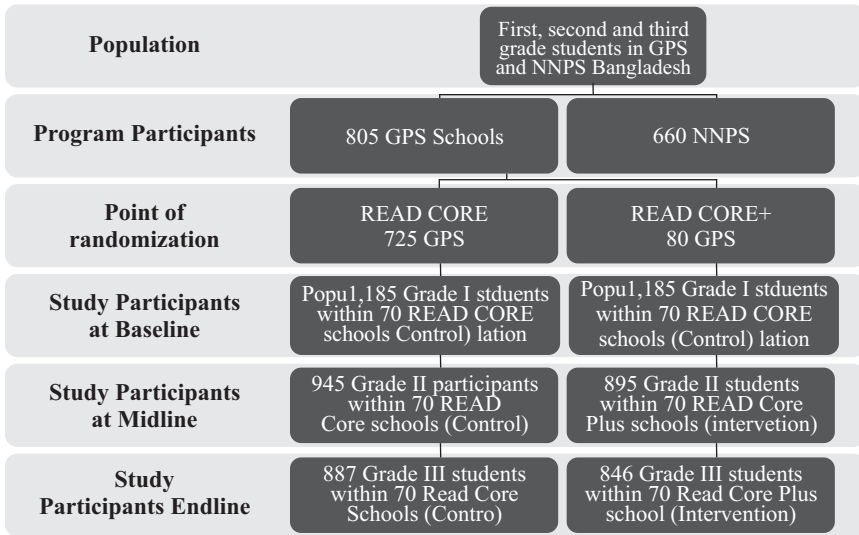 Population
First, second and third
grade students in GPS
and NNPS Bangladesh
Program Participants
805 GPS Schools
660 NNPS
Point of
randomization
READ CORE
725 GPS
READ CORE+
80 GPS
Study Participants
at Baseline
Popu1,185 Grade I stduents
within 70 READ CORE
schools Control) lation
Popu1,185 Grade I stduents
within 70 READ CORE
schools (Control) lation
Study Participants
at Midline
945 Grade II participants
within 70 READ
Core schools (Control)
895 Grade II students
within 70 READ Core
Plus schools (intervetion)
Study
Participants Endline
887 Grade III students
within 70 Read Core
Schools (Contro)
846 Grade III students
within 70 Read Core Plus
school (Intervention)